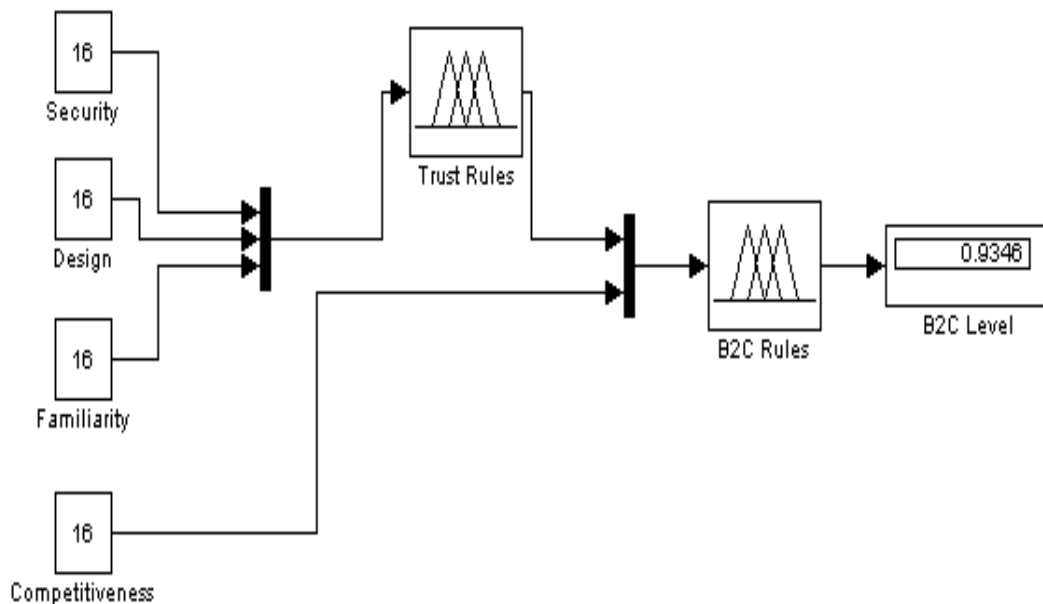 16
Security
16
Design
16
Familiarity
16
Competitiveness
Trust Rules
B2C Rules
0.9346
B2C Level